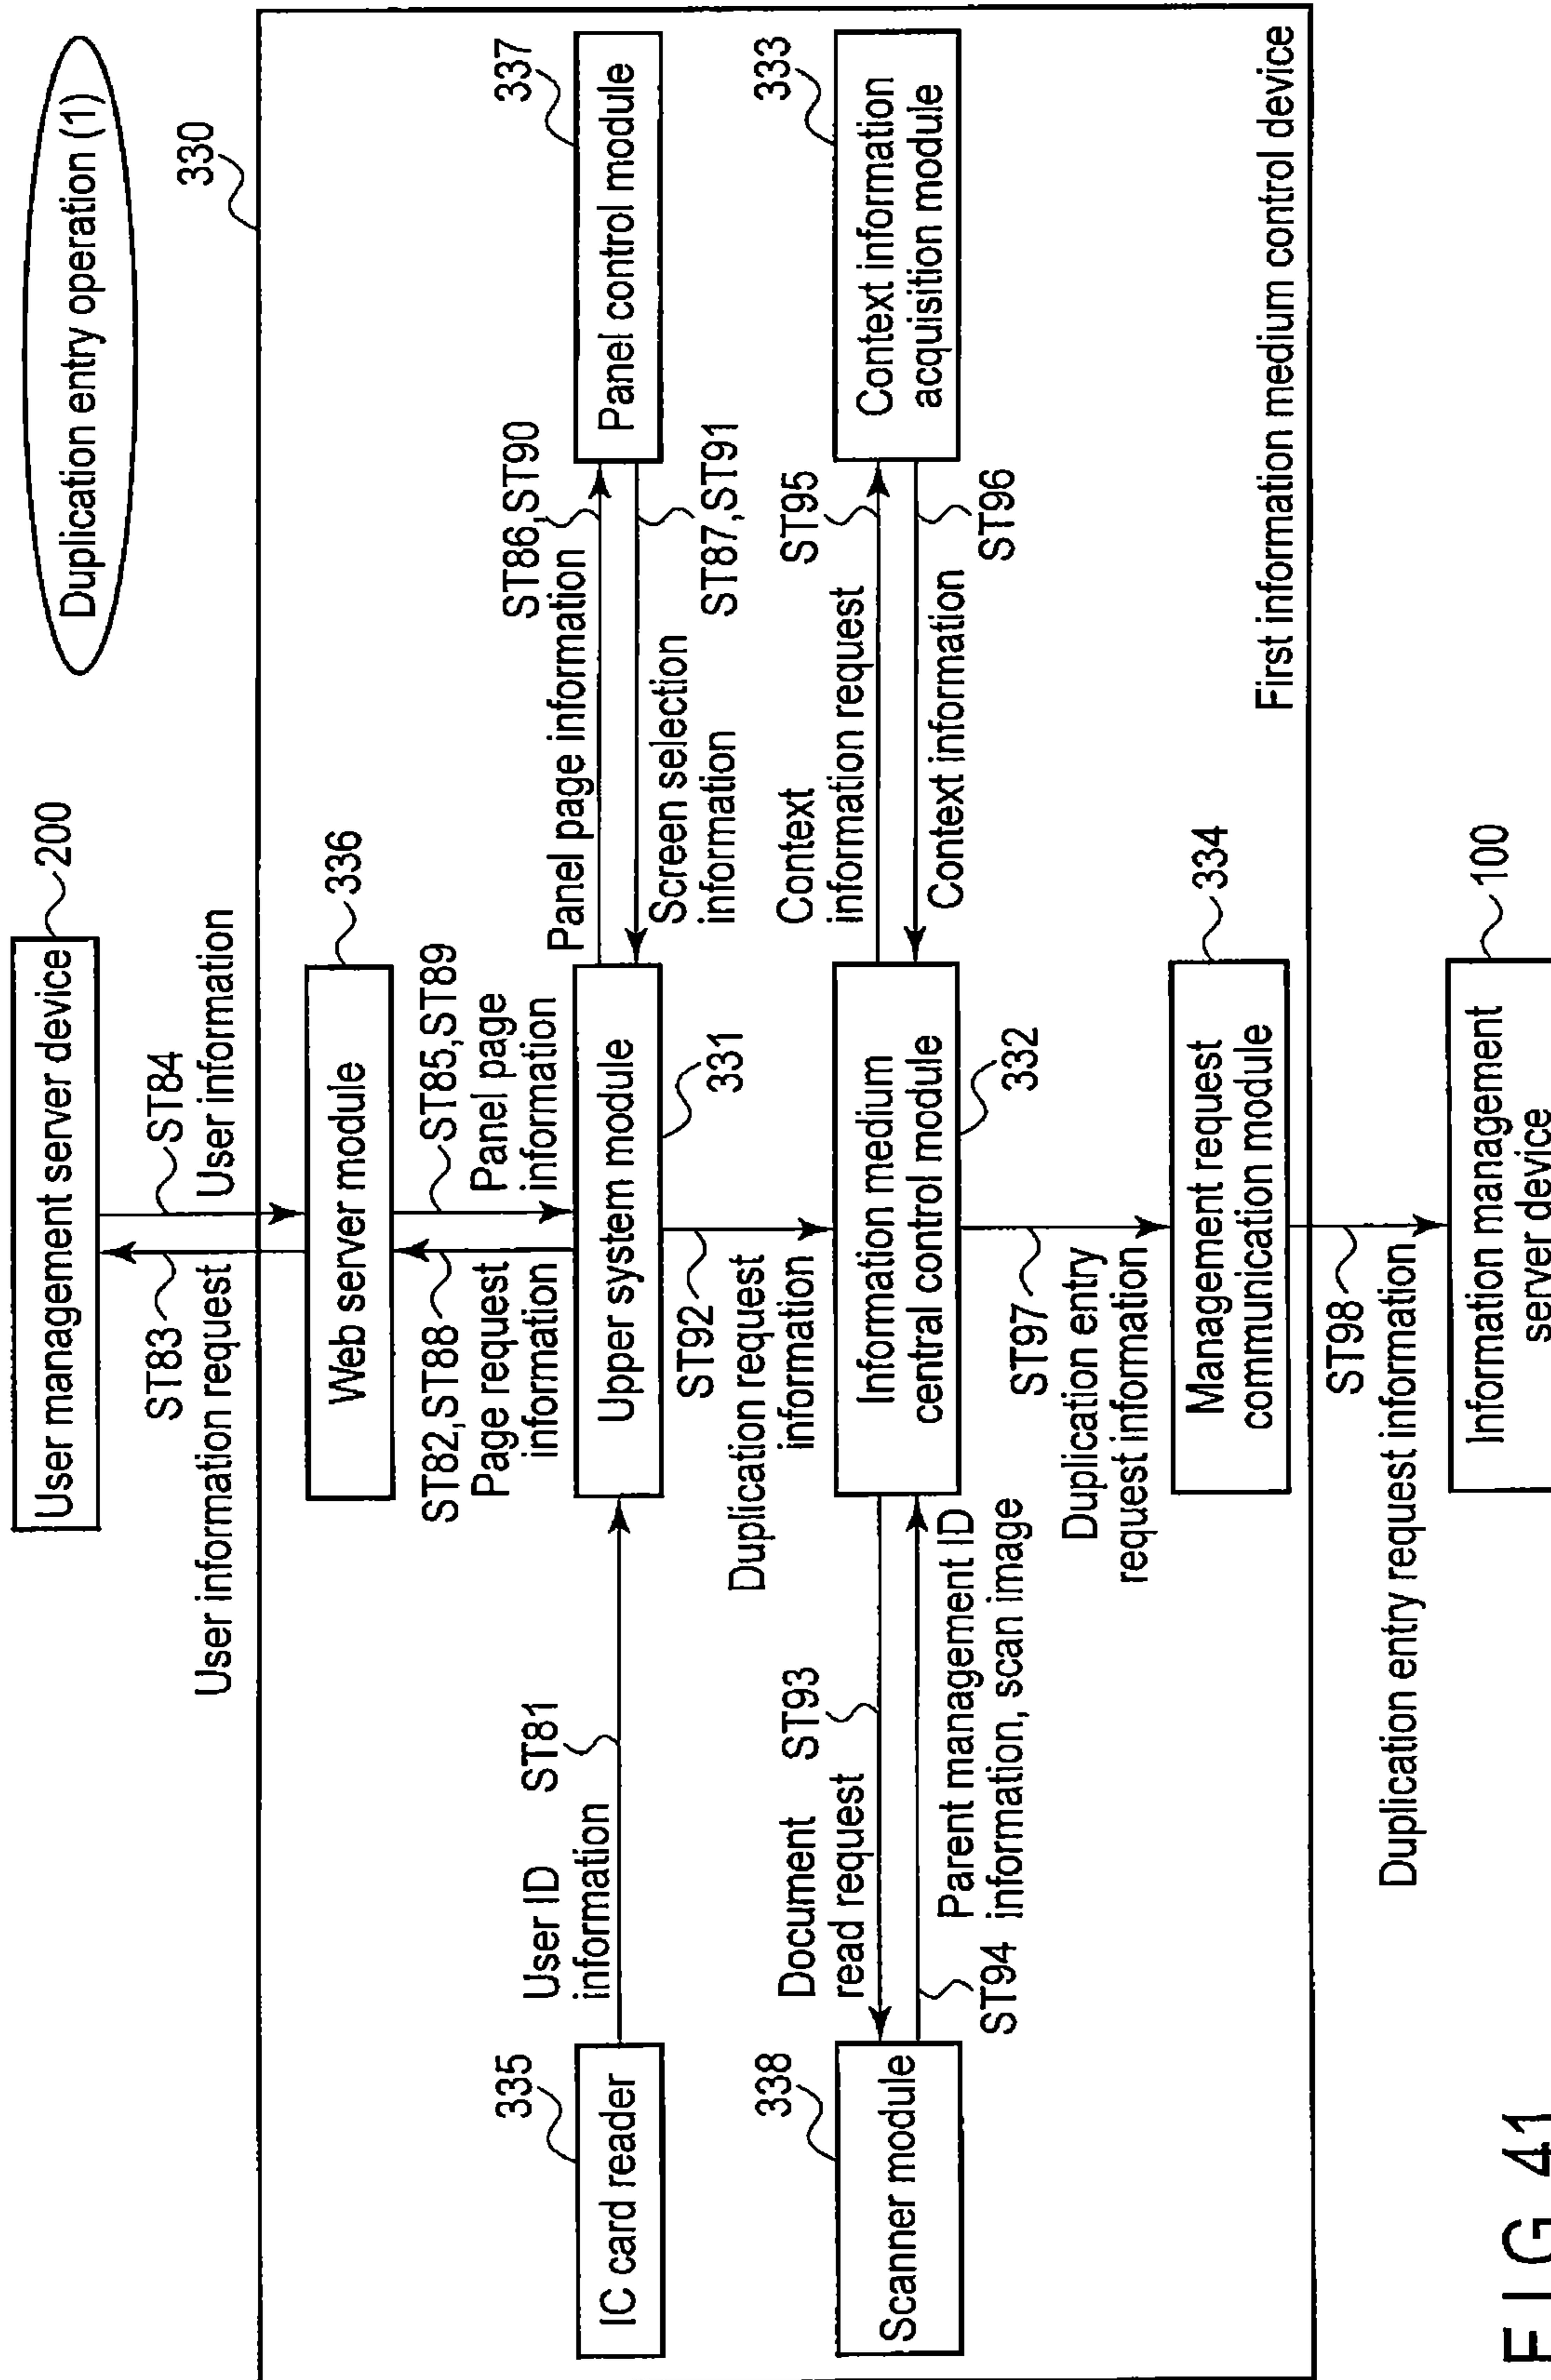 Duplication entry operation (1)
User management server device
200
ST83
User information request
ST84
User information
330
Web server module
336
ST82,ST88
Page request
information
ST85,ST89
Panel page
information
335
IC card reader
User ID
information
ST81
Upper system module
331
Panel page information
ST86,ST90
Screen selection
information
ST87,ST91
337
Panel control module
ST92
Duplication request
information
338
Scanner module
Document
read request
ST93
ST94
Parent management ID
information, scan image
Information medium
central control module
332
Context
information request
ST95
Context information
ST96
333
Context information
acquisition module
ST97
Duplication entry
request information
Management request
communication module
334
First information medium control device
ST98
Duplication entry request information
Information management
server device
100
FIG. 41